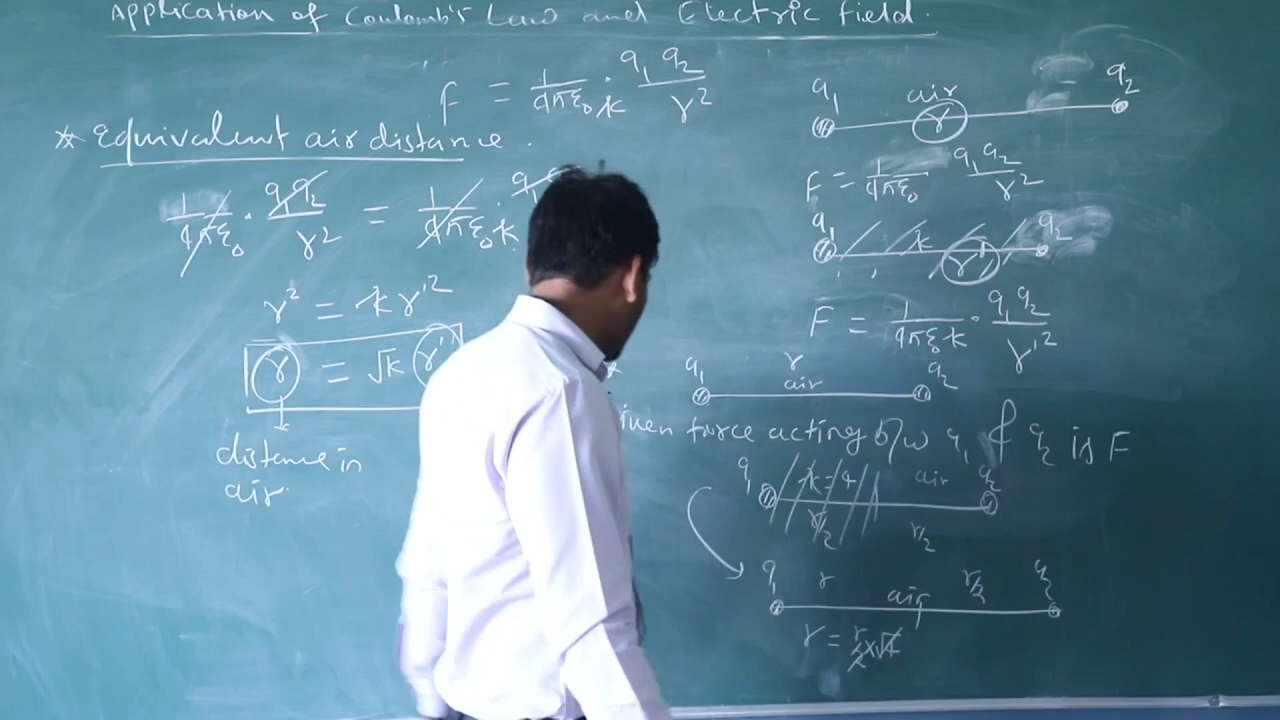 Application of Coulomb's Law and Electric field.
F = 1/4πε₀k · q₁q₂/r²
* Equivalent air distance.
1/4πε₀ · q₁q₂/r² = 1/4πε₀k · q₁
r² = kr'²
r = √k r'
distance in
air.
q₁ air q₂
r
F = 1/4πε₀ q₁q₂/r²
q₁ k q₂
r'
F = 1/4πε₀k · q₁q₂/r'²
*
q₁ r q₂
air
force acting b/w q₁ & q₂ is F
q₁ k=4 air q₂
r/2 r/2
q₁ r air r/2 q₂
r = r/2 × √4